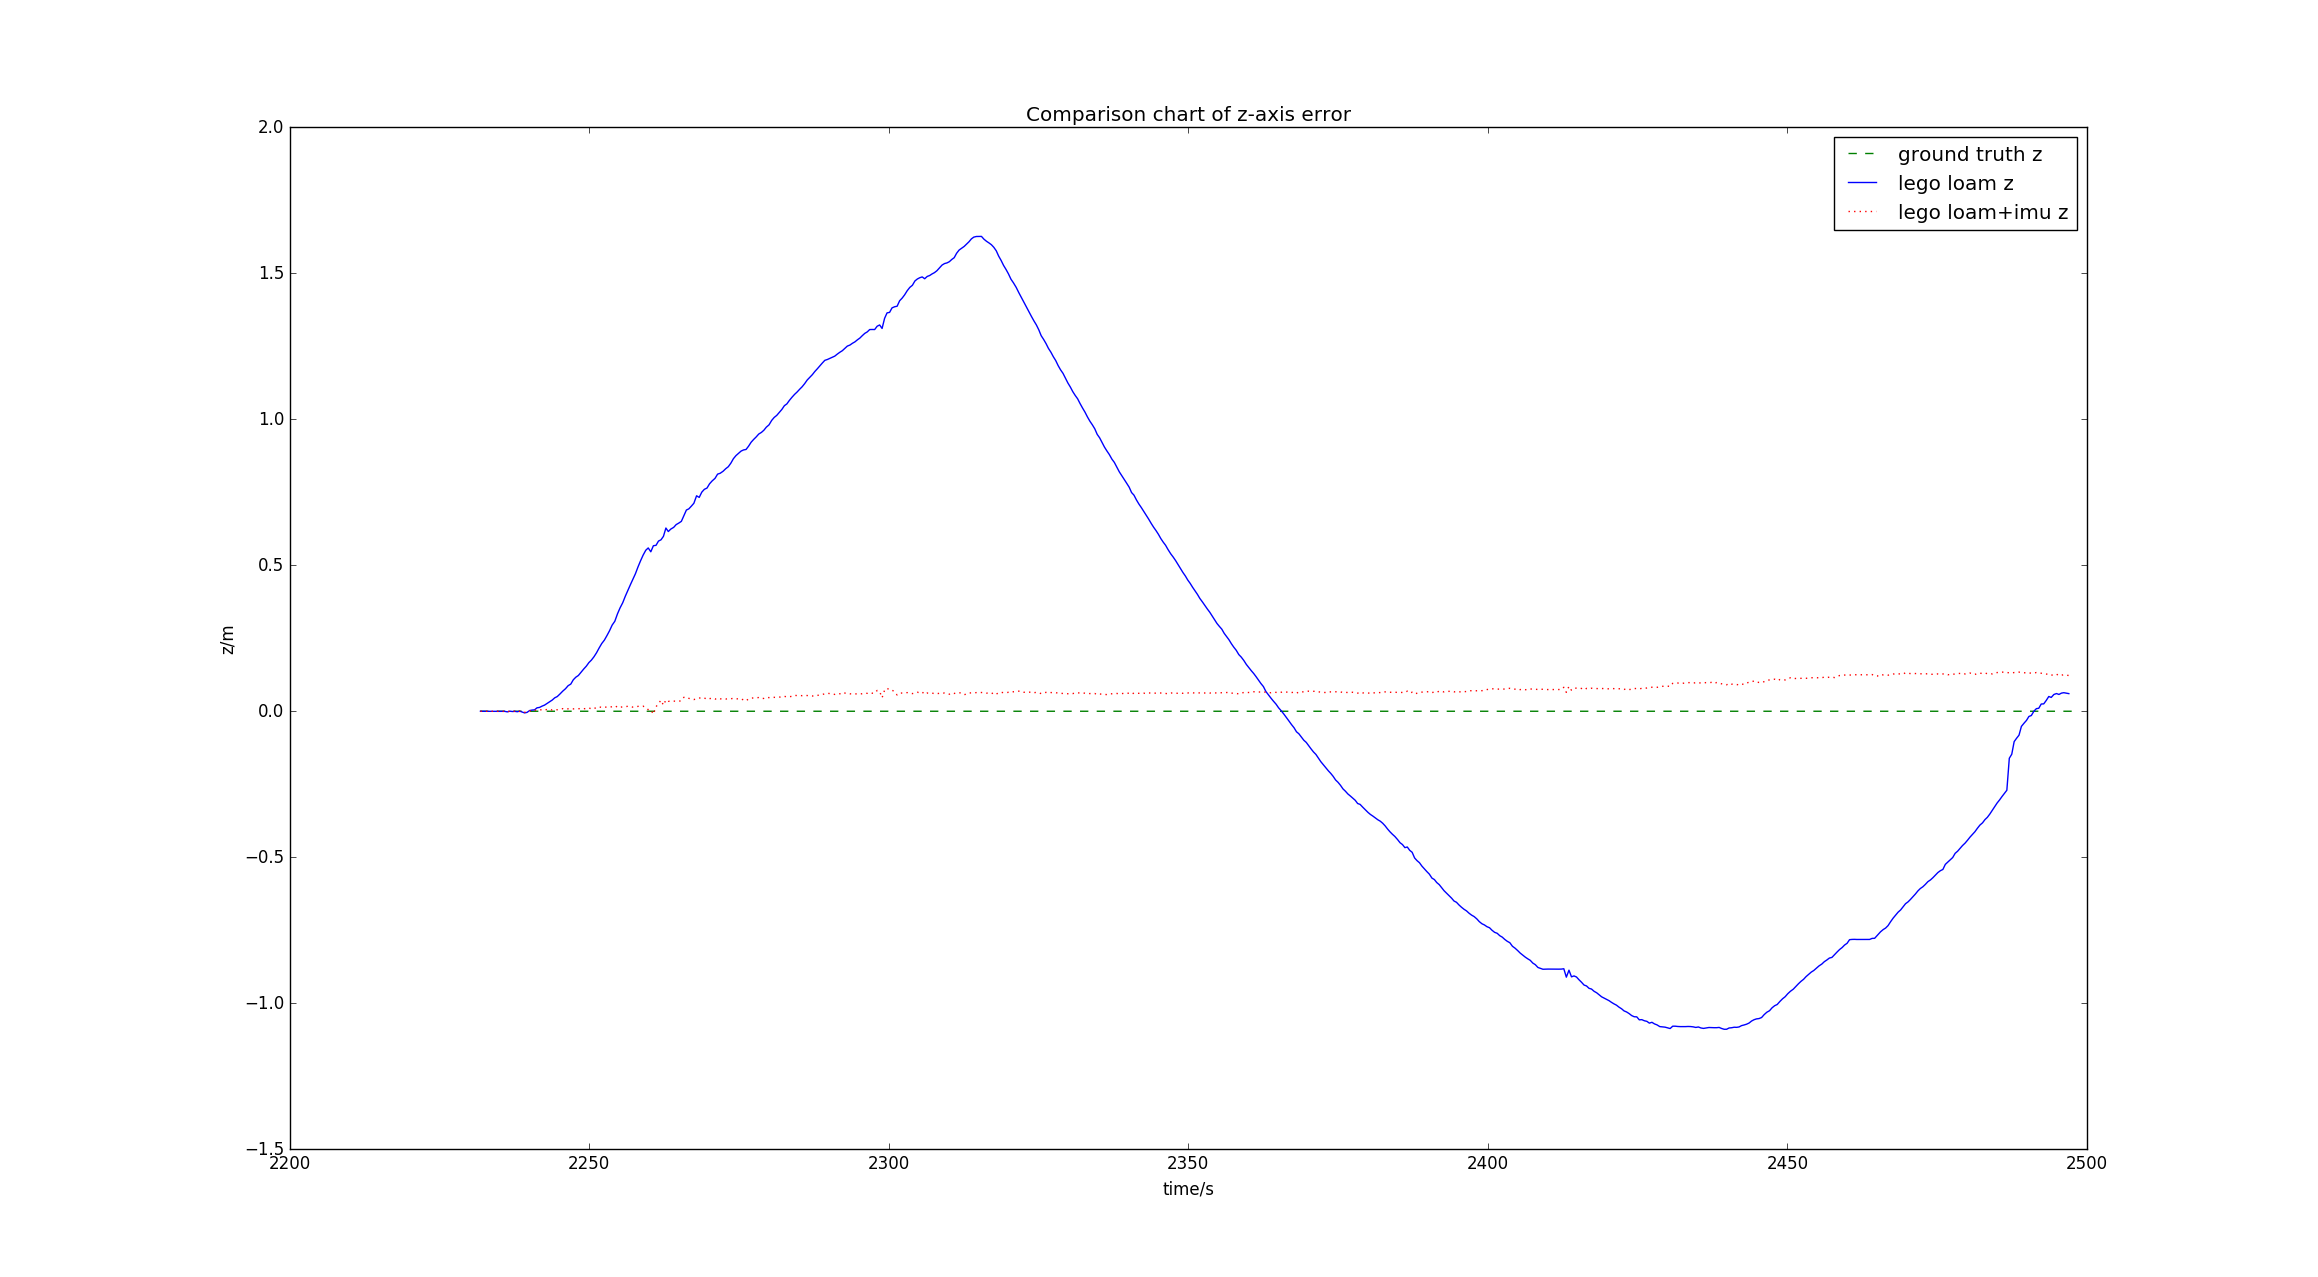 Comparison chart of z-axis error
2.0
ground truth z
lego loam z
lego loam+imu z
1.5
1.0
0.5
z/m
0.0
−0.5
−1.0
−1.5
2200 2250 2300 2350 2400 2450 2500
time/s